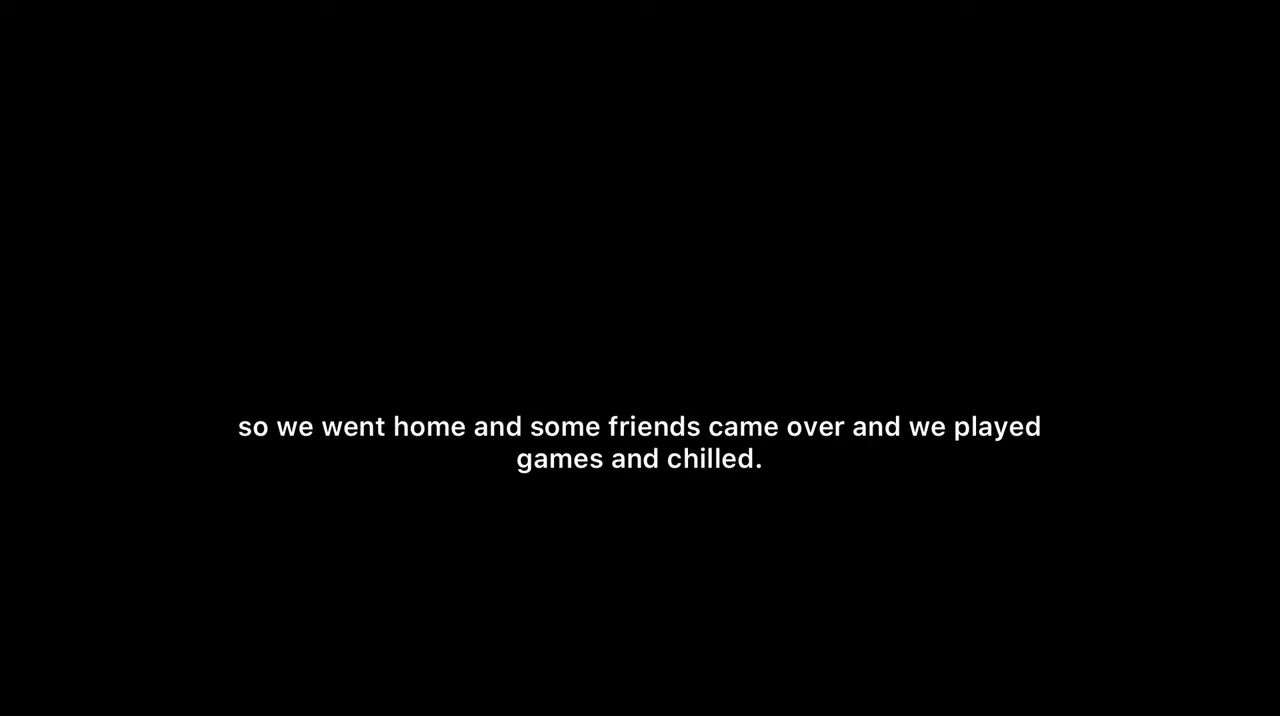 so we went home and some friends came over and we played
games and chilled.